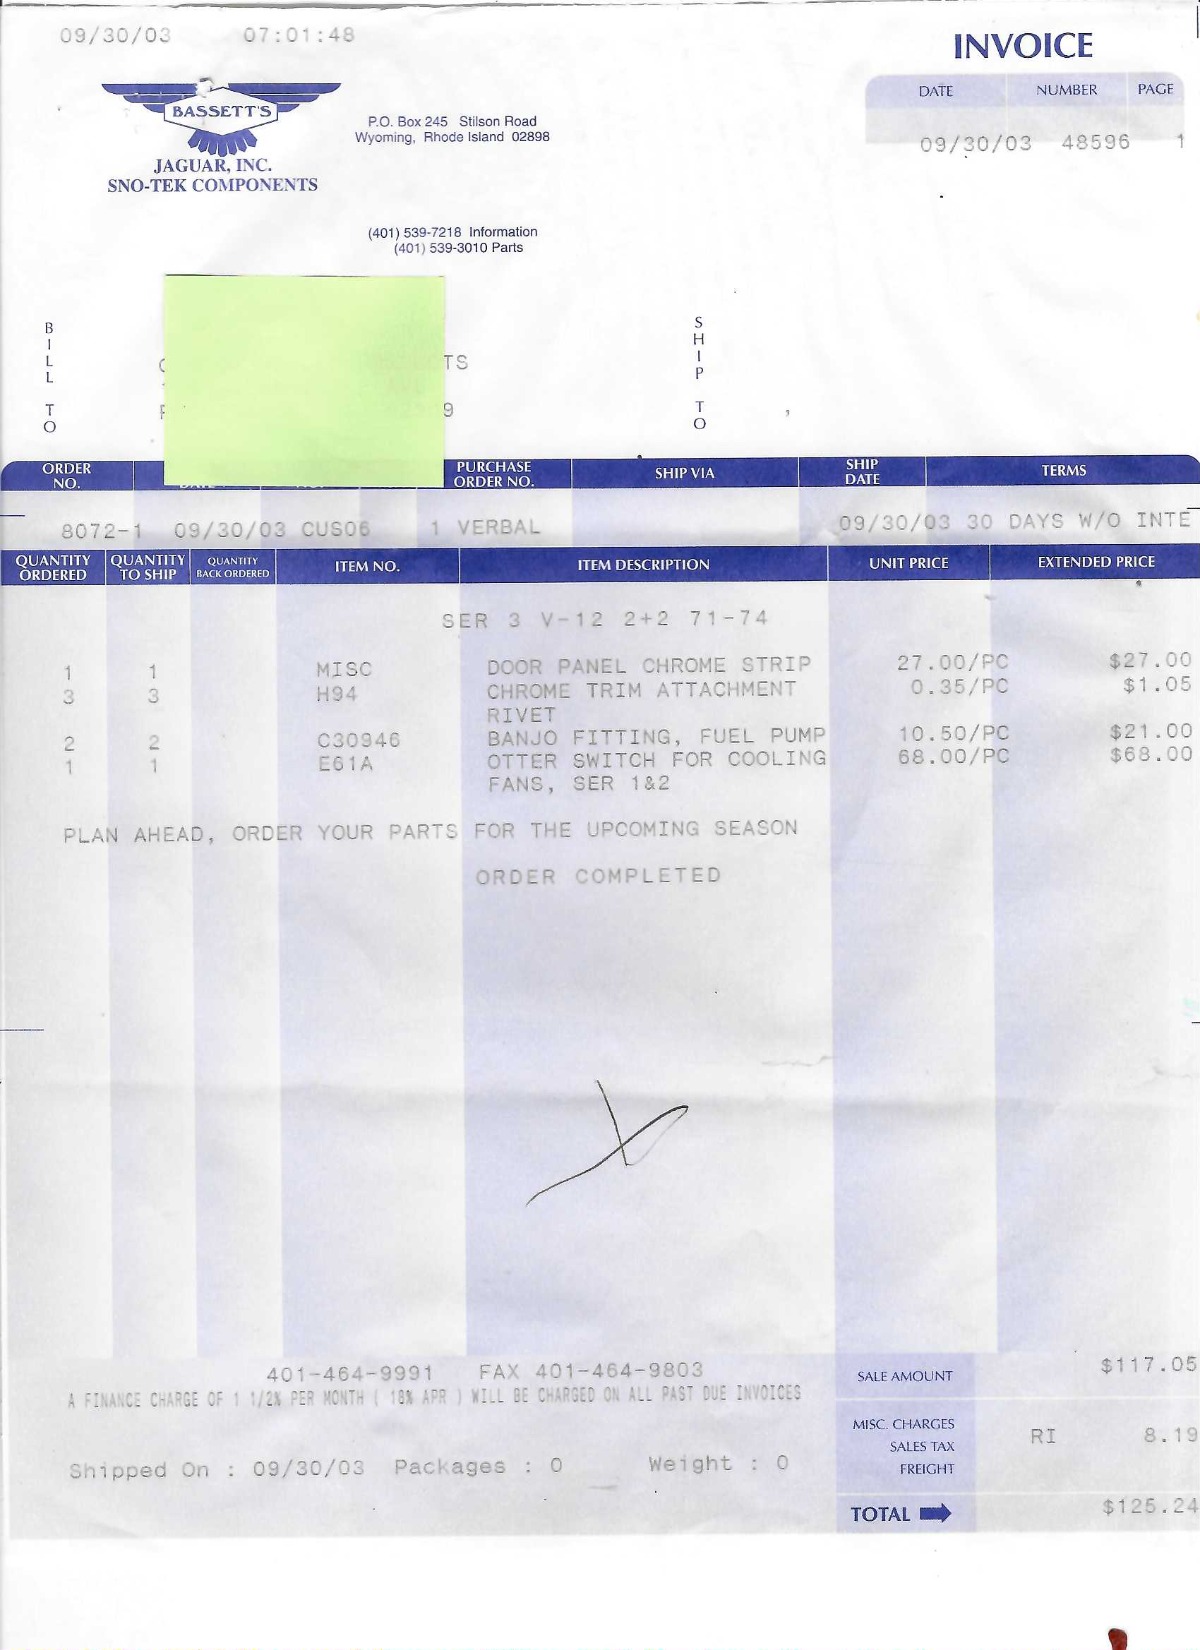 09/30/03 07:01:48
INVOICE
DATE NUMBER PAGE
09/30/03 48596 1
BASSETT'S
JAGUAR, INC.
SNO-TEK COMPONENTS
P.O. Box 245 Stilson Road
Wyoming, Rhode Island 02898
(401) 539-7218 Information
(401) 539-3010 Parts
BILL TO
TS
9
SHIP TO
,
ORDER NO. PURCHASE ORDER NO. SHIP VIA SHIP DATE TERMS
8072-1 09/30/03 CUS06 1 VERBAL 09/30/03 30 DAYS W/O INTE
QUANTITY ORDERED QUANTITY TO SHIP QUANTITY BACK ORDERED ITEM NO. ITEM DESCRIPTION UNIT PRICE EXTENDED PRICE
SER 3 V-12 2+2 71-74
1 1 MISC DOOR PANEL CHROME STRIP 27.00/PC $27.00
3 3 H94 CHROME TRIM ATTACHMENT 0.35/PC $1.05
RIVET
2 2 C30946 BANJO FITTING, FUEL PUMP 10.50/PC $21.00
1 1 E61A OTTER SWITCH FOR COOLING 68.00/PC $68.00
FANS, SER 1&2
PLAN AHEAD, ORDER YOUR PARTS FOR THE UPCOMING SEASON
ORDER COMPLETED
401-464-9991 FAX 401-464-9803
A FINANCE CHARGE OF 1 1/2% PER MONTH ( 18% APR ) WILL BE CHARGED ON ALL PAST DUE INVOICES
Shipped On : 09/30/03 Packages : 0 Weight : 0
SALE AMOUNT $117.05
MISC. CHARGES
SALES TAX RI 8.19
FREIGHT
TOTAL $125.24